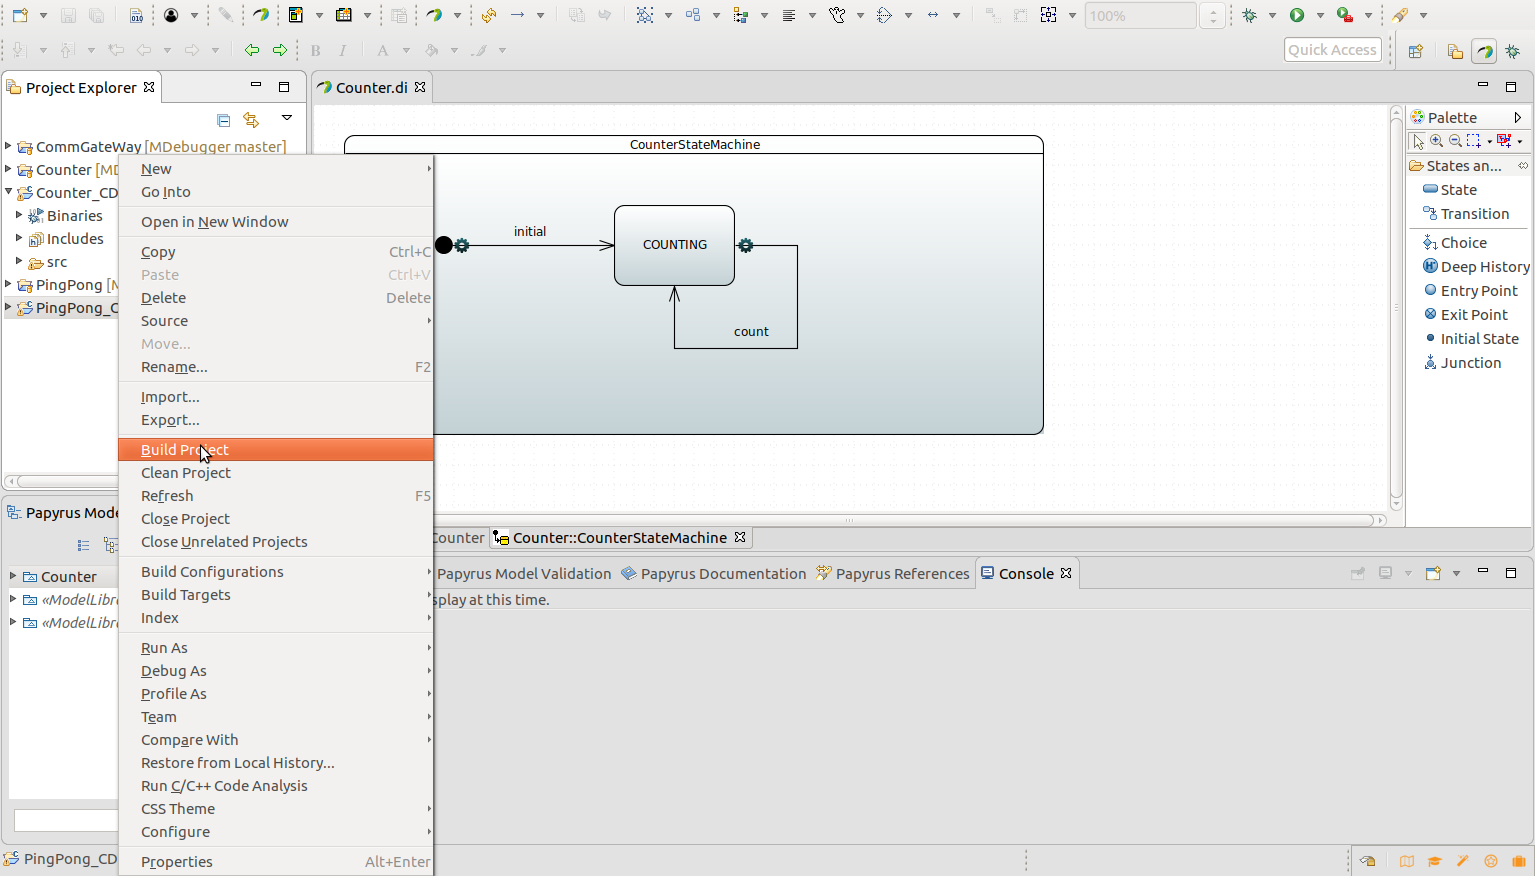 100%
B I A
Quick Access
Project Explorer
Counter.di
CommGateWay [MDebugger master]
Counter [MD
Counter_CD
Binaries
Includes
src
PingPong [M
PingPong_C
New
Go Into
Open in New Window
Copy Ctrl+C
Paste Ctrl+V
Delete Delete
Source
Move...
Rename... F2
Import...
Export...
Build Project
Clean Project
Refresh F5
Close Project
Close Unrelated Projects
Build Configurations
Build Targets
Index
Run As
Debug As
Profile As
Team
Compare With
Restore from Local History...
Run C/C++ Code Analysis
CSS Theme
Configure
Properties Alt+Enter
CounterStateMachine
initial
COUNTING
count
Palette
States an...
State
Transition
Choice
Deep History
Entry Point
Exit Point
Initial State
Junction
Counter
Counter::CounterStateMachine
Papyrus Mode
Counter
«ModelLibr
«ModelLibr
Papyrus Model Validation
Papyrus Documentation
Papyrus References
Console
splay at this time.
PingPong_CD